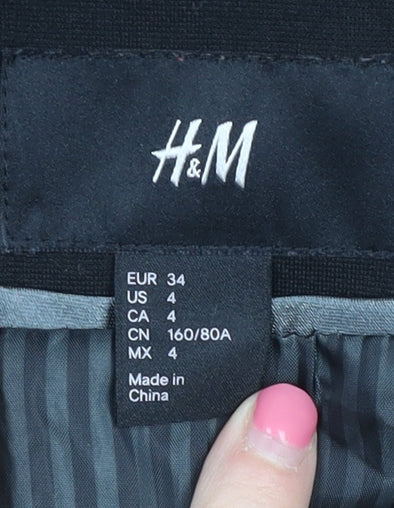 H&M
EUR 34
US 4
CA 4
CN 160/80A
MX 4
Made in
China